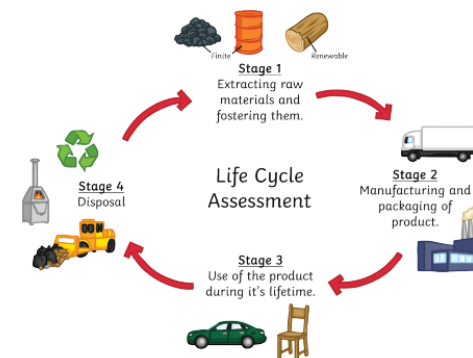 Finite
Renewable
Stage 1
Extracting raw
materials and
fostering them.
Stage 2
Manufacturing and
packaging of
product.
Life Cycle
Assessment
Stage 4
Disposal
Stage 3
Use of the product
during it's lifetime.